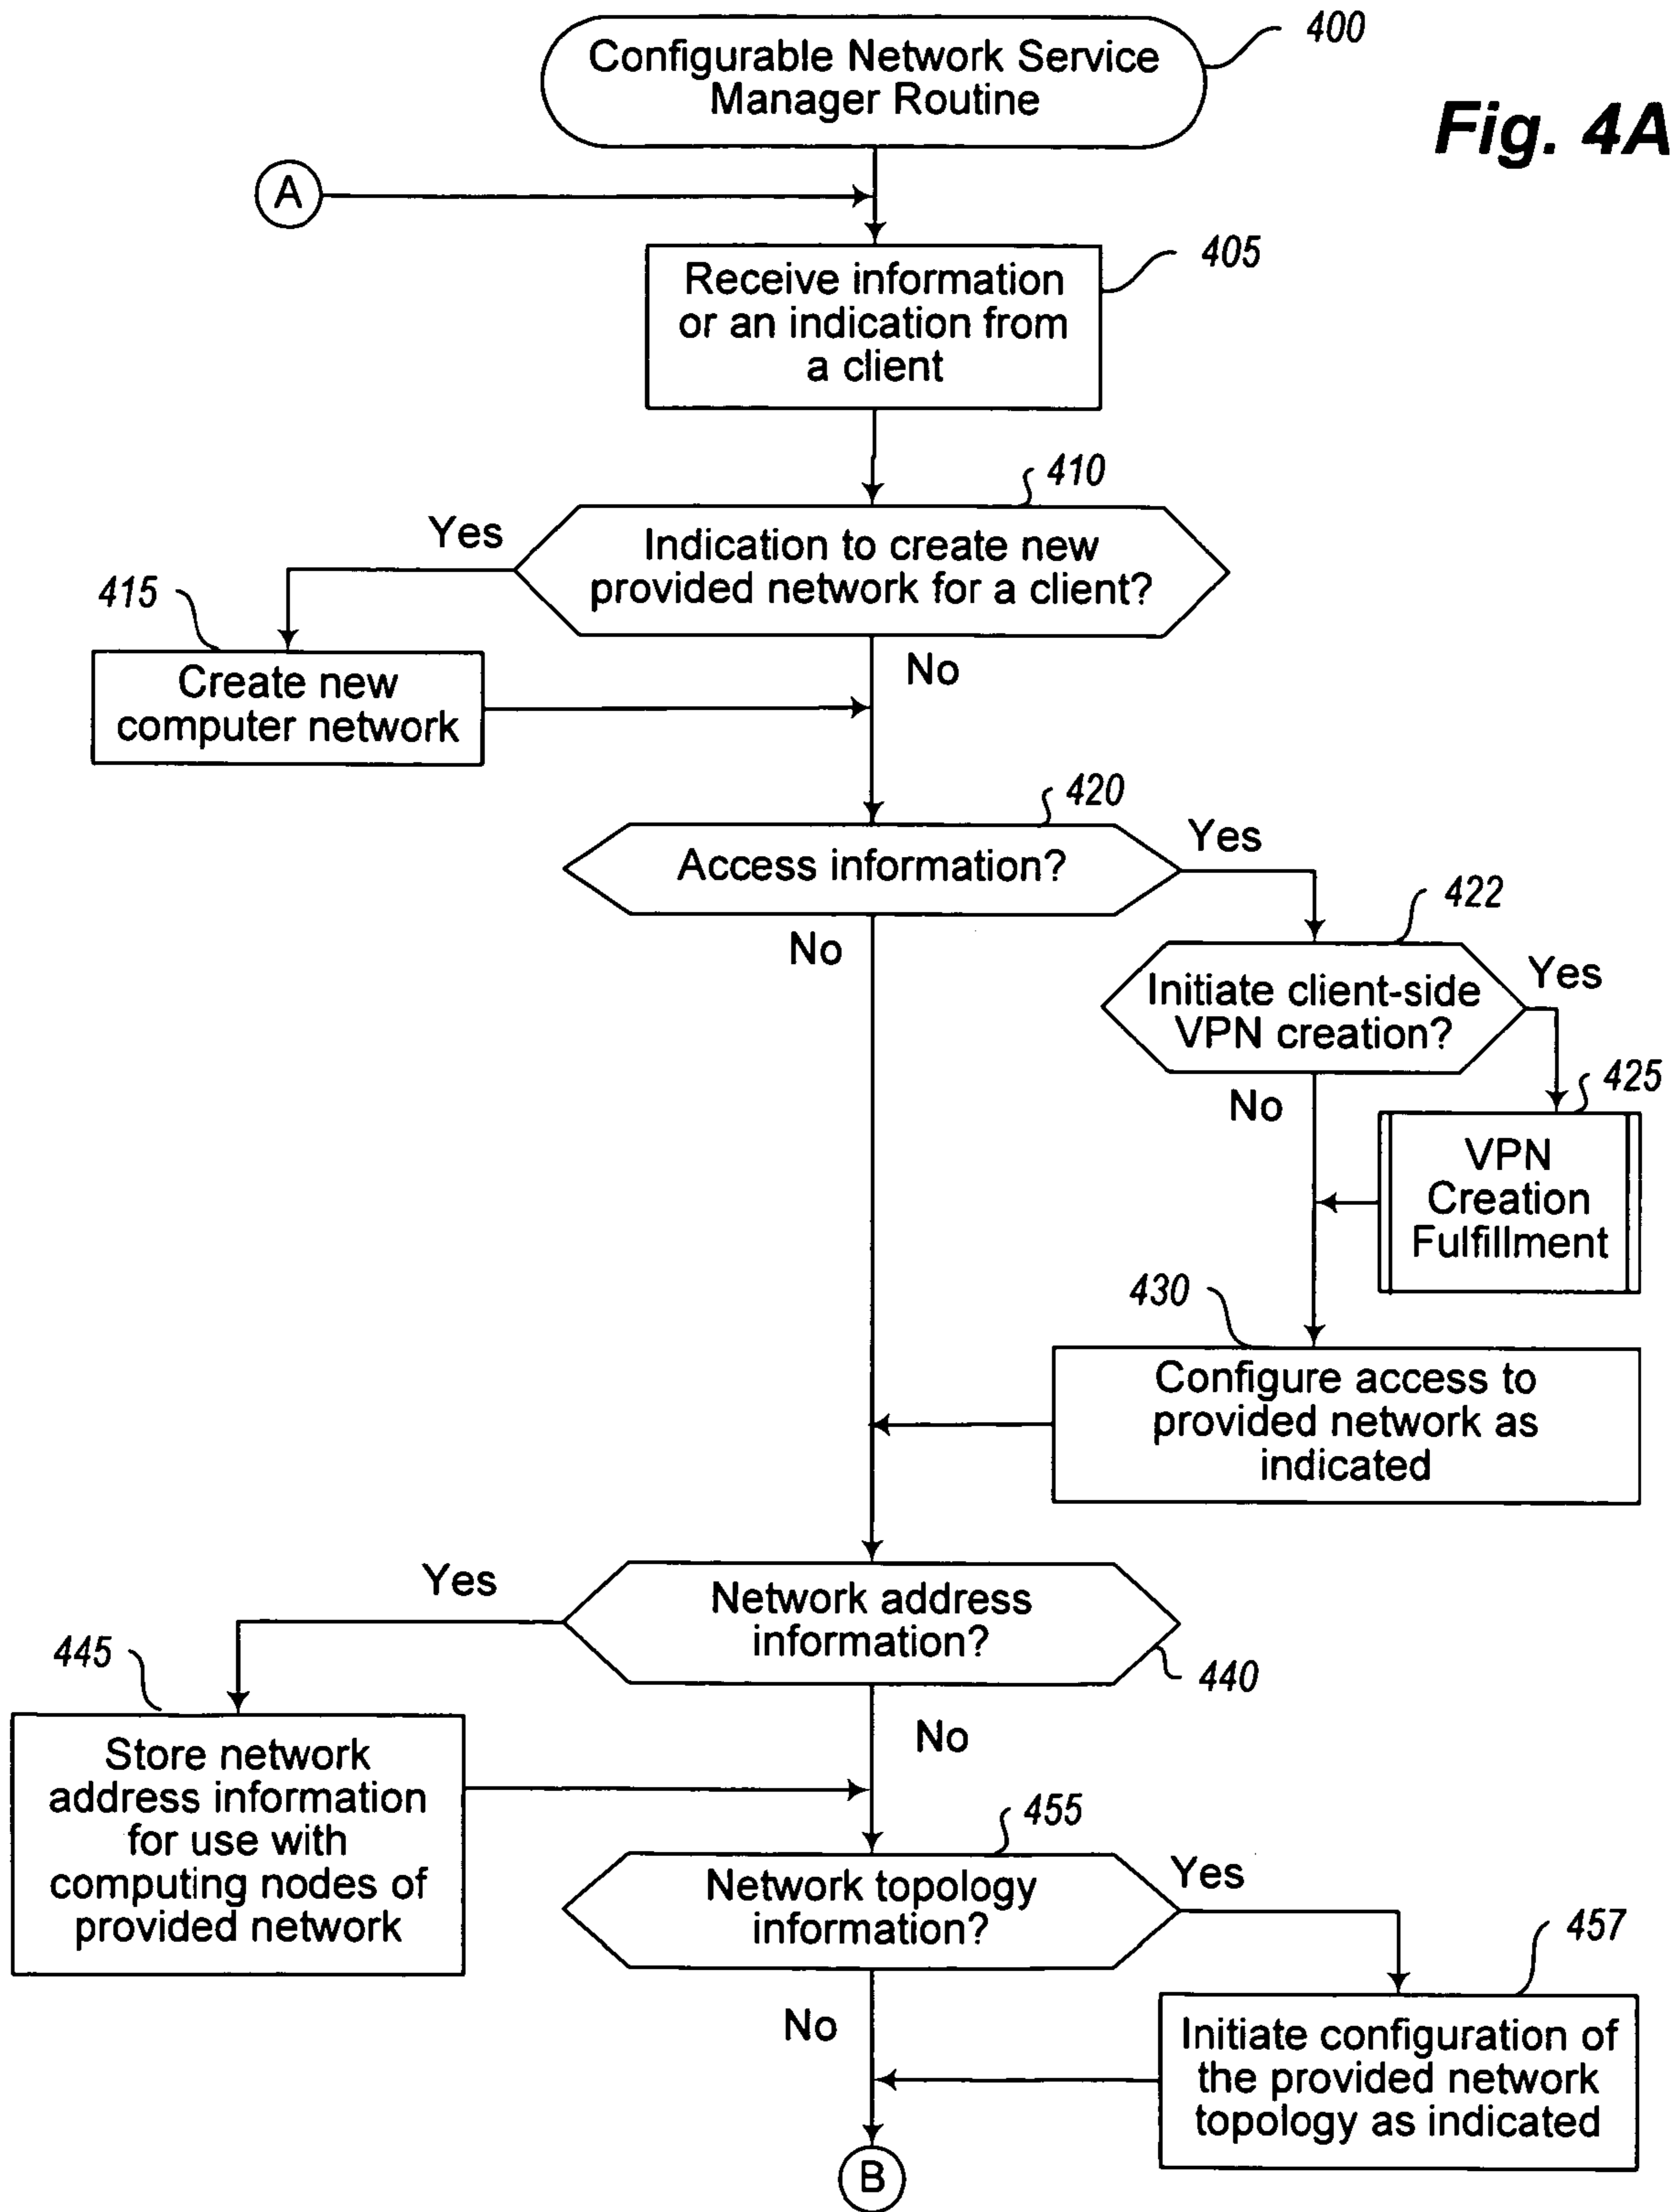 Configurable Network Service
Manager Routine
400
Fig. 4A
A
405
Receive information
or an indication from
a client
410
Yes
Indication to create new
provided network for a client?
415
No
Create new
computer network
420
Yes
Access information?
422
No
Initiate client-side
VPN creation?
Yes
425
No
VPN
Creation
Fulfillment
430
Configure access to
provided network as
indicated
Yes
Network address
information?
445
440
No
Store network
address information
for use with
computing nodes of
provided network
455
Yes
Network topology
information?
457
No
Initiate configuration of
the provided network
topology as indicated
B